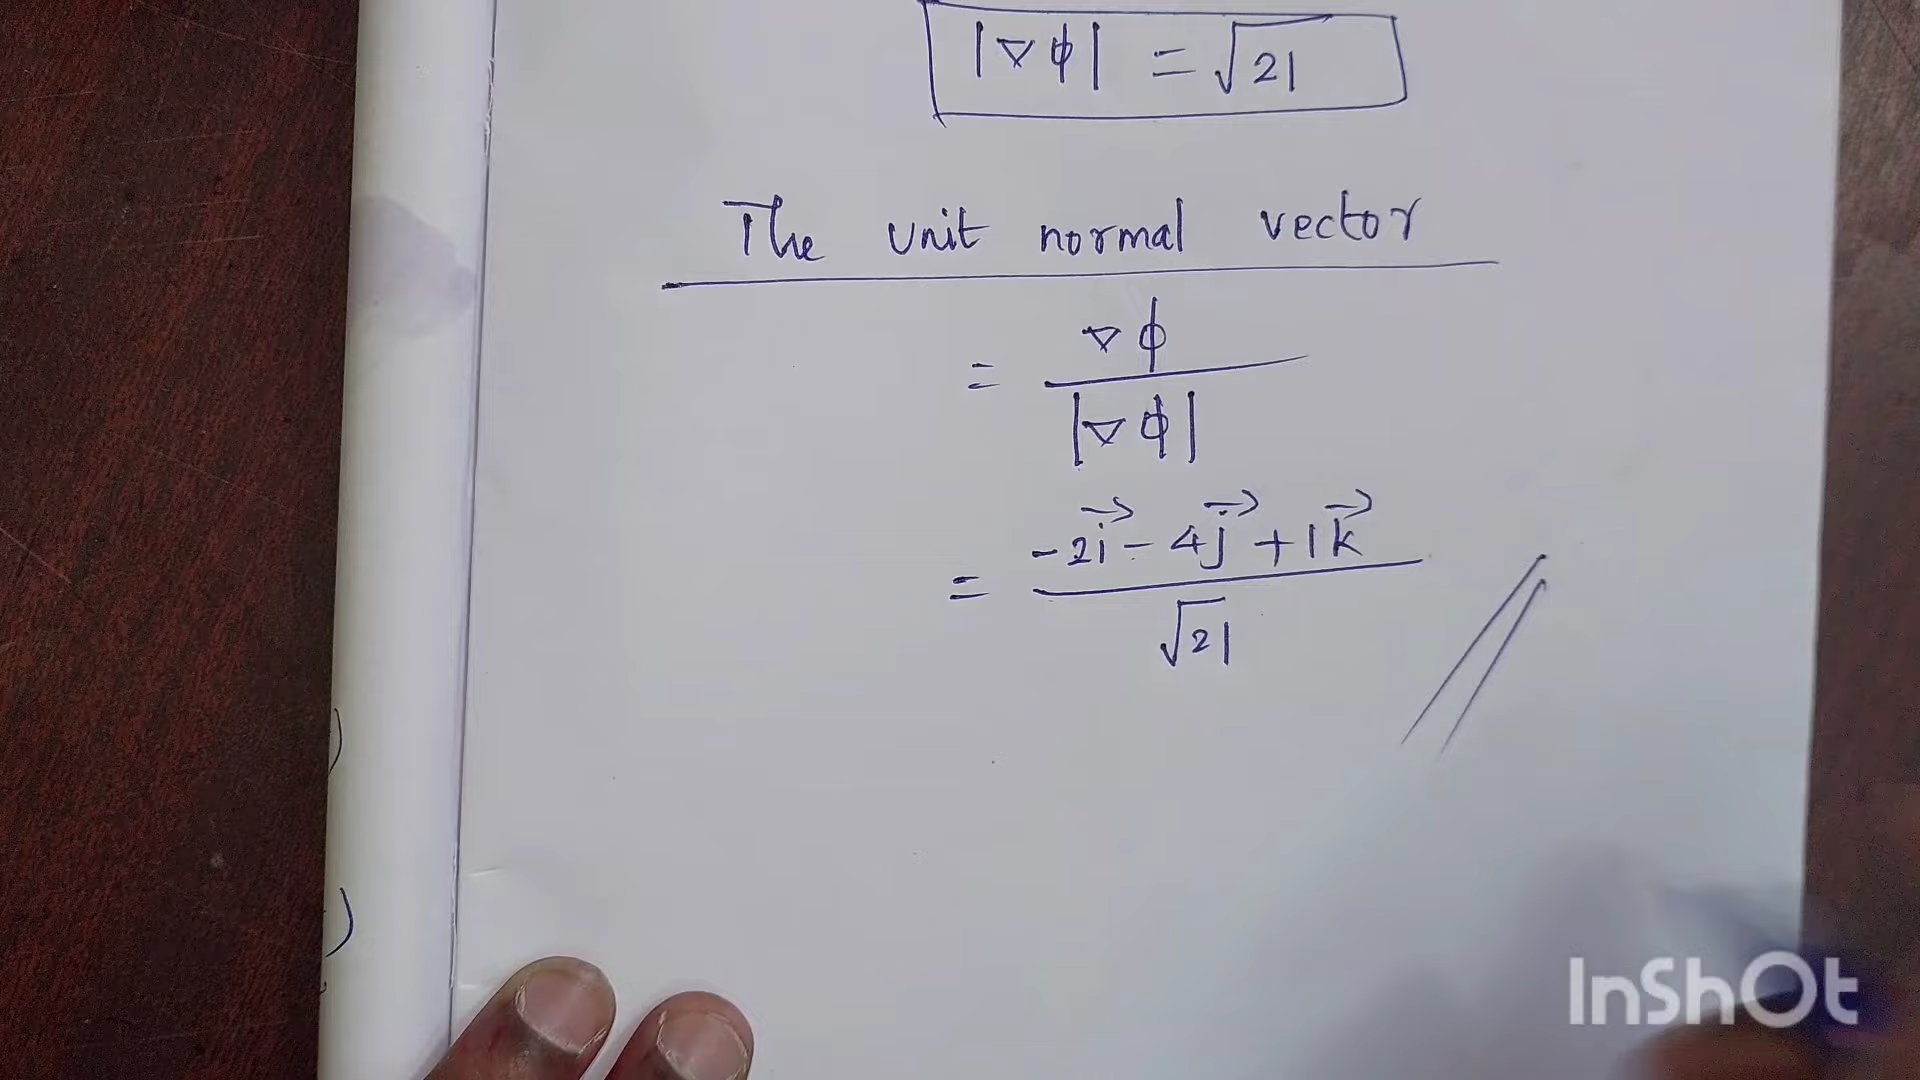 |∇ϕ| = √21
The unit normal vector
= ∇ϕ / |∇ϕ|
= -2i⃗ - 4j⃗ + 1k⃗ / √21
)
)
InShOt